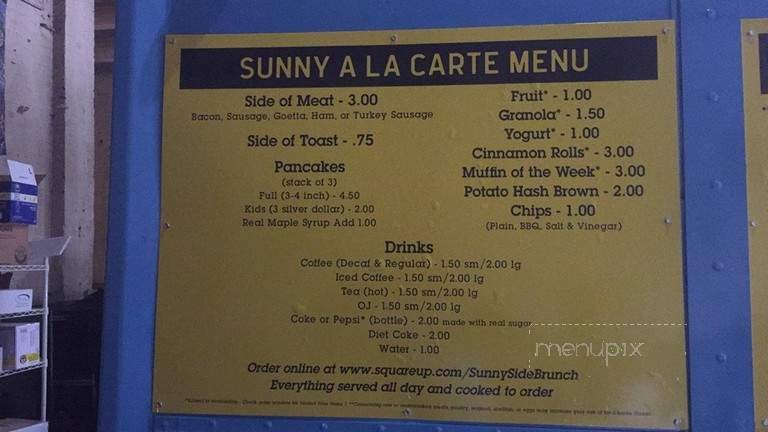 SUNNY A LA CARTE MENU
Side of Meat - 3.00
Bacon, Sausage, Goetta, Ham, or Turkey Sausage
Side of Toast - .75
Pancakes
(stack of 3)
Full (3-4 inch) - 4.50
Kids (3 silver dollar) - 2.00
Real Maple Syrup Add 1.00
Fruit* - 1.00
Granola* - 1.50
Yogurt* - 1.00
Cinnamon Rolls* - 3.00
Muffin of the Week* - 3.00
Potato Hash Brown - 2.00
Chips - 1.00
(Plain, BBQ, Salt & Vinegar)
Drinks
Coffee (Decaf & Regular) - 1.50 sm/2.00 lg
Iced Coffee - 1.50 sm/2.00 lg
Tea (hot) - 1.50 sm/2.00 lg
OJ - 1.50 sm/2.00 lg
Coke or Pepsi* (bottle) - 2.00 made with real sugar
Diet Coke - 2.00
Water - 1.00
menupix
Order online at www.squareup.com/SunnySideBrunch
Everything served all day and cooked to order